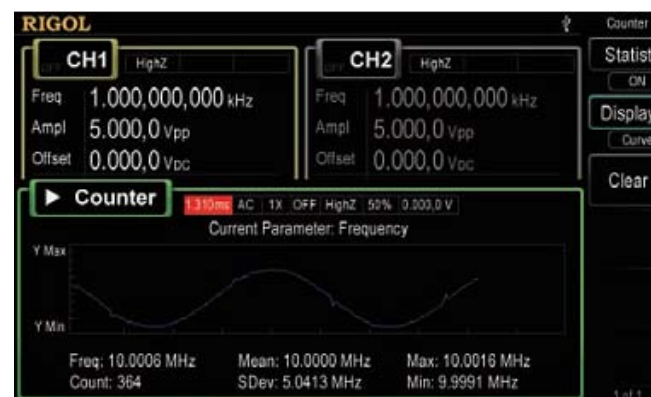 RIGOL
Counter
CH1 HighZ
CH2 HighZ
Statist
ON
Freq 1.000,000,000 kHz
Freq 1.000,000,000 kHz
Ampl 5.000,0 Vpp
Ampl 5.000,0 Vpp
Display
Curve
Offset 0.000,0 VDC
Offset 0.000,0 VDC
Clear
Counter
1.310ms AC 1X OFF HighZ 50% 0.000,0 V
Current Parameter: Frequency
Y Max
Y Min
Freq: 10.0006 MHz Mean: 10.0000 MHz Max: 10.0016 MHz
Count: 364 SDev: 5.0413 MHz Min: 9.9991 MHz
1 of 1